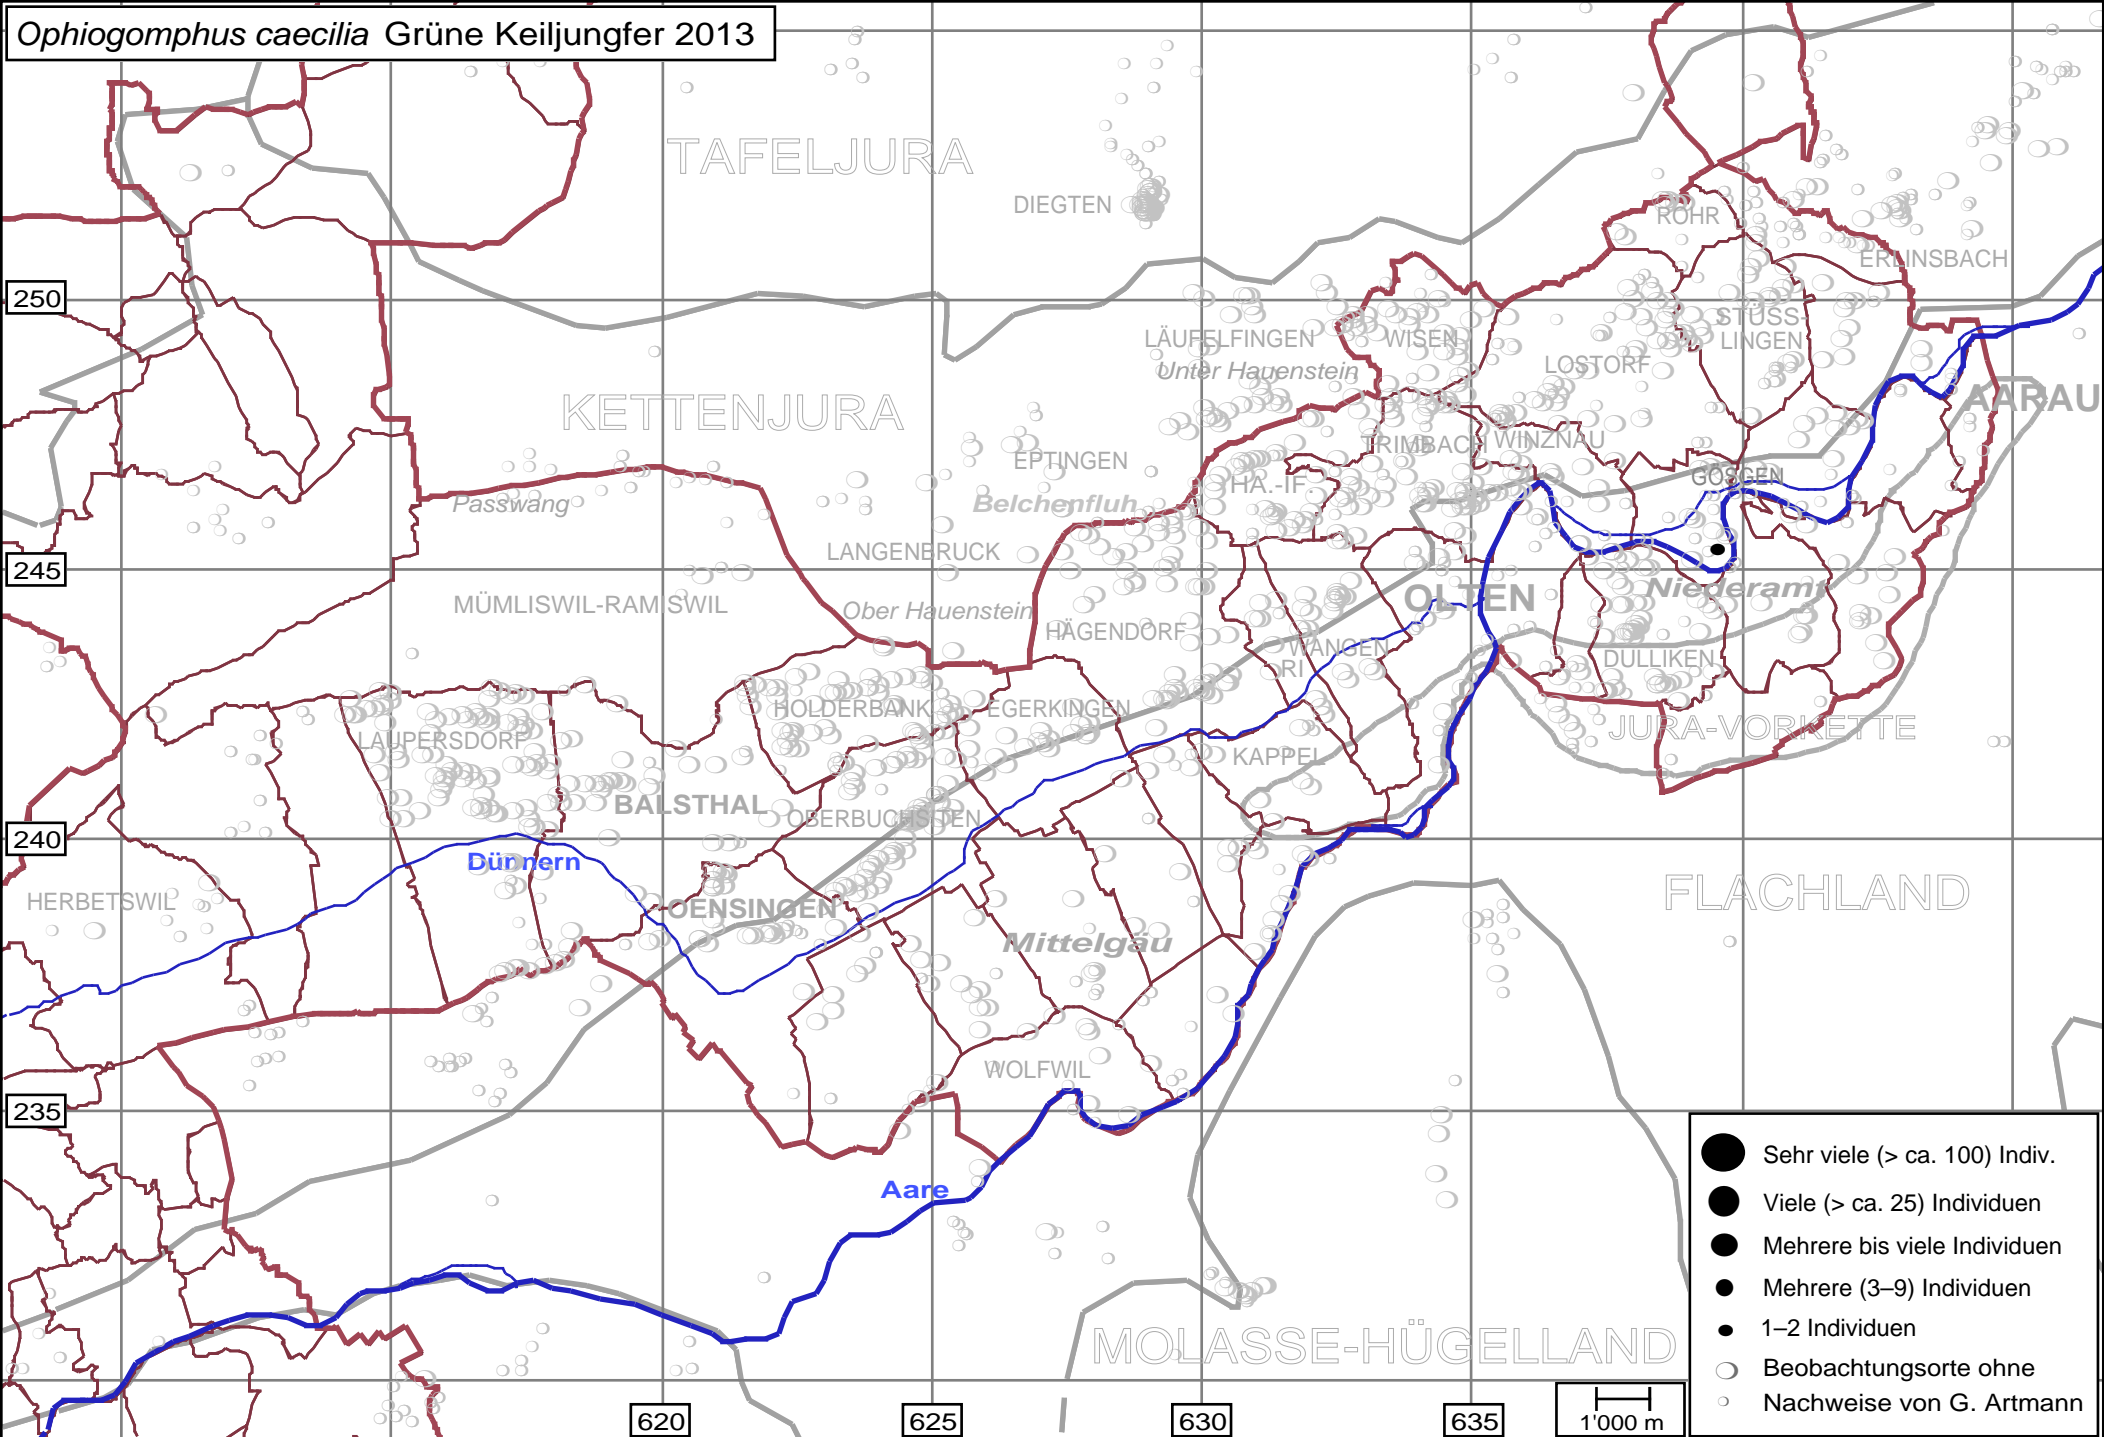 Ophiogomphus caecilia Grüne Keiljungfer 2013
TAFELJURA
DIEGTEN
ROHR
ERLINSBACH
250
LÄUFELFINGEN
WISEN
STÜSS-
LINGEN
Unter Hauenstein
LOSTORF
KETTENJURA
AARAU
TRIMBACH
WINZNAU
EPTINGEN
GÖSGEN
HA.-IF.
Passwang
Belchenfluh
LANGENBRUCK
245
Niederamt
MÜMLISWIL-RAMISWIL
OLTEN
Ober Hauenstein
HÄGENDORF
WANGEN
RI
DULLIKEN
HOLDERBANK
EGERKINGEN
JURA-VORKETTE
LAUPERSDORF
KAPPEL
BALSTHAL
OBERBUCHSITEN
240
Dünnern
FLACHLAND
HERBETSWIL
OENSINGEN
Mittelgäu
WOLFWIL
235
Aare
MOLASSE-HÜGELLAND
Sehr viele (> ca. 100) Indiv.
Viele (> ca. 25) Individuen
Mehrere bis viele Individuen
Mehrere (3–9) Individuen
1–2 Individuen
Beobachtungsorte ohne
Nachweise von G. Artmann
620
625
630
635
1'000 m